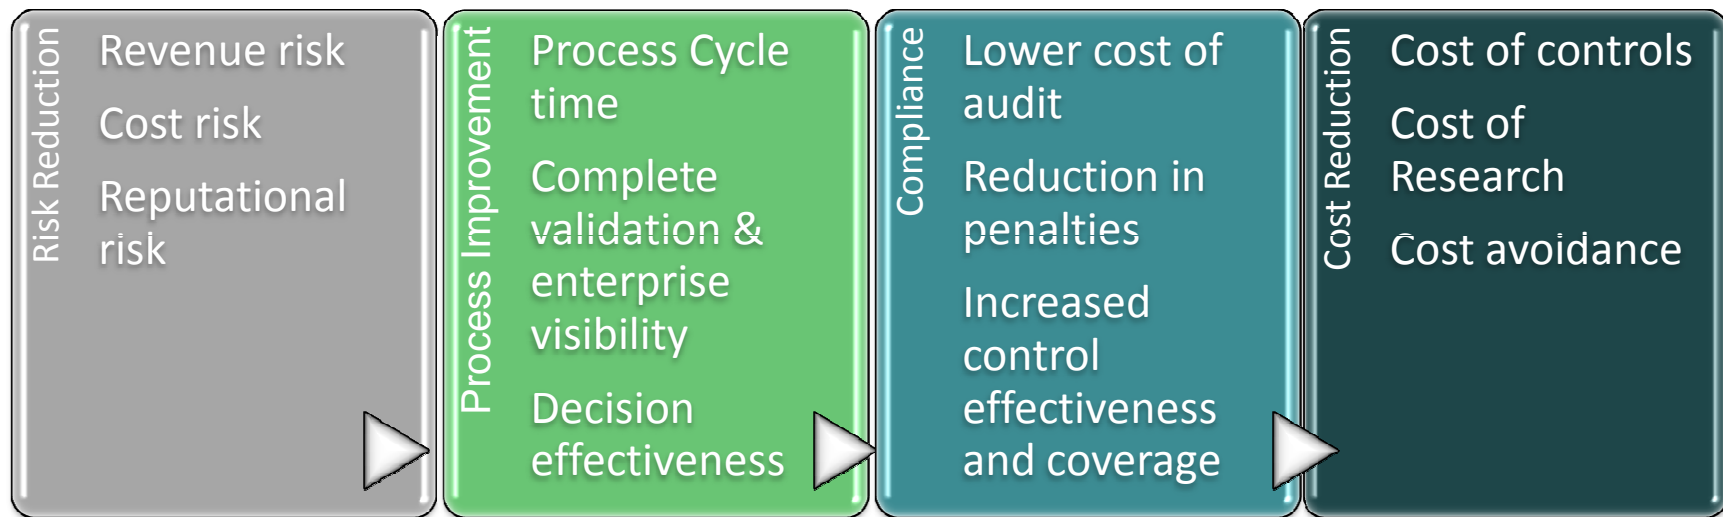 Risk Reduction
Revenue risk
Cost risk
Reputational
risk
Process Improvement
Process Cycle
time
Complete
validation &
enterprise
visibility
Decision
effectiveness
Compliance
Lower cost of
audit
Reduction in
penalties
Increased
control
effectiveness
and coverage
Cost Reduction
Cost of controls
Cost of
Research
Cost avoidance